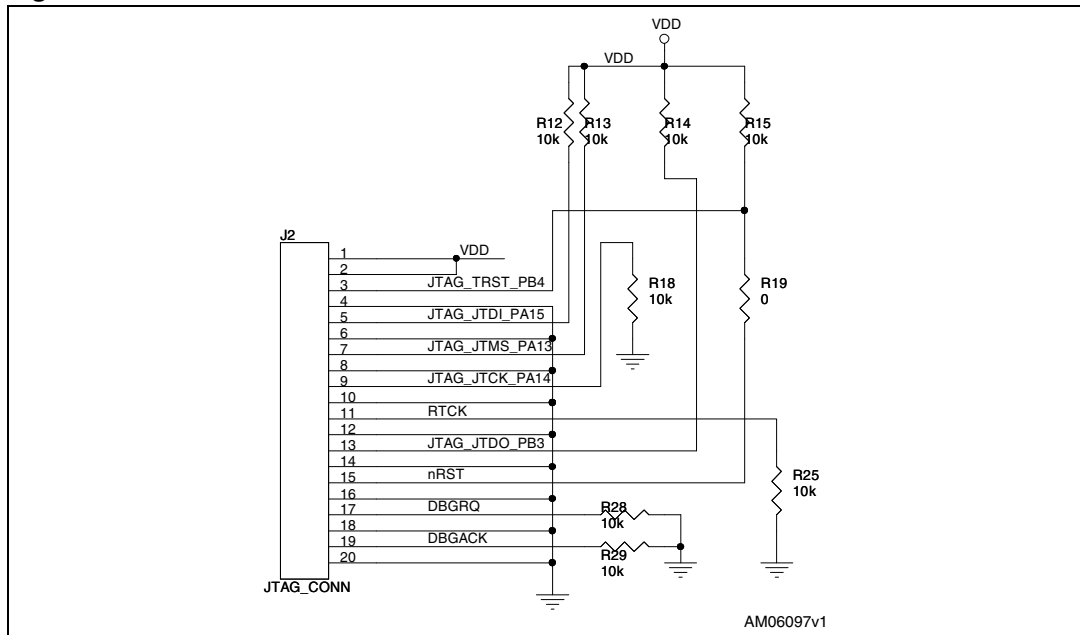 VDD
VDD
R12
10k
R13
10k
R14
10k
R15
10k
J2
1
VDD
2
3
JTAG_TRST_PB4
4
5
JTAG_JTDI_PA15
6
7
JTAG_JTMS_PA13
8
9
JTAG_JTCK_PA14
10
11
RTCK
12
13
JTAG_JTDO_PB3
14
15
nRST
16
17
DBGRQ
18
19
DBGACK
20
R18
10k
R19
0
R25
10k
R28
10k
R29
10k
JTAG_CONN
AM06097v1